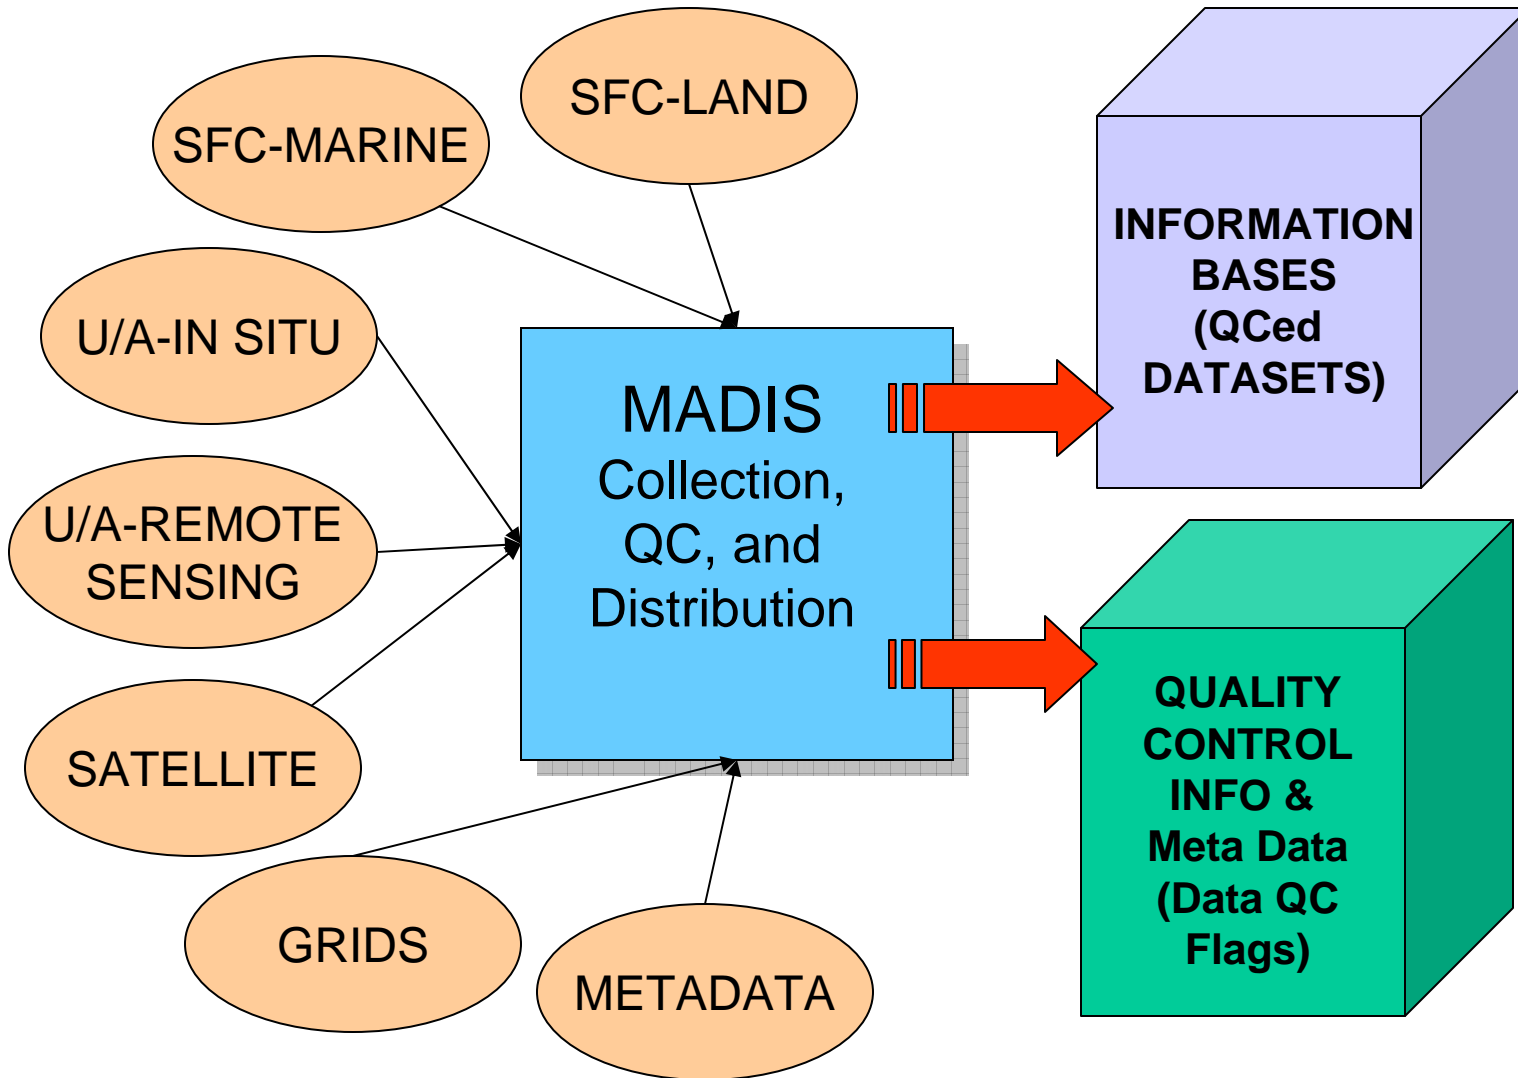 SFC-LAND
SFC-MARINE
U/A-IN SITU
U/A-REMOTE
SENSING
SATELLITE
GRIDS
METADATA
MADIS
Collection,
QC, and
Distribution
INFORMATION
BASES
(QCed
DATASETS)
QUALITY
CONTROL
INFO &
Meta Data
(Data QC
Flags)